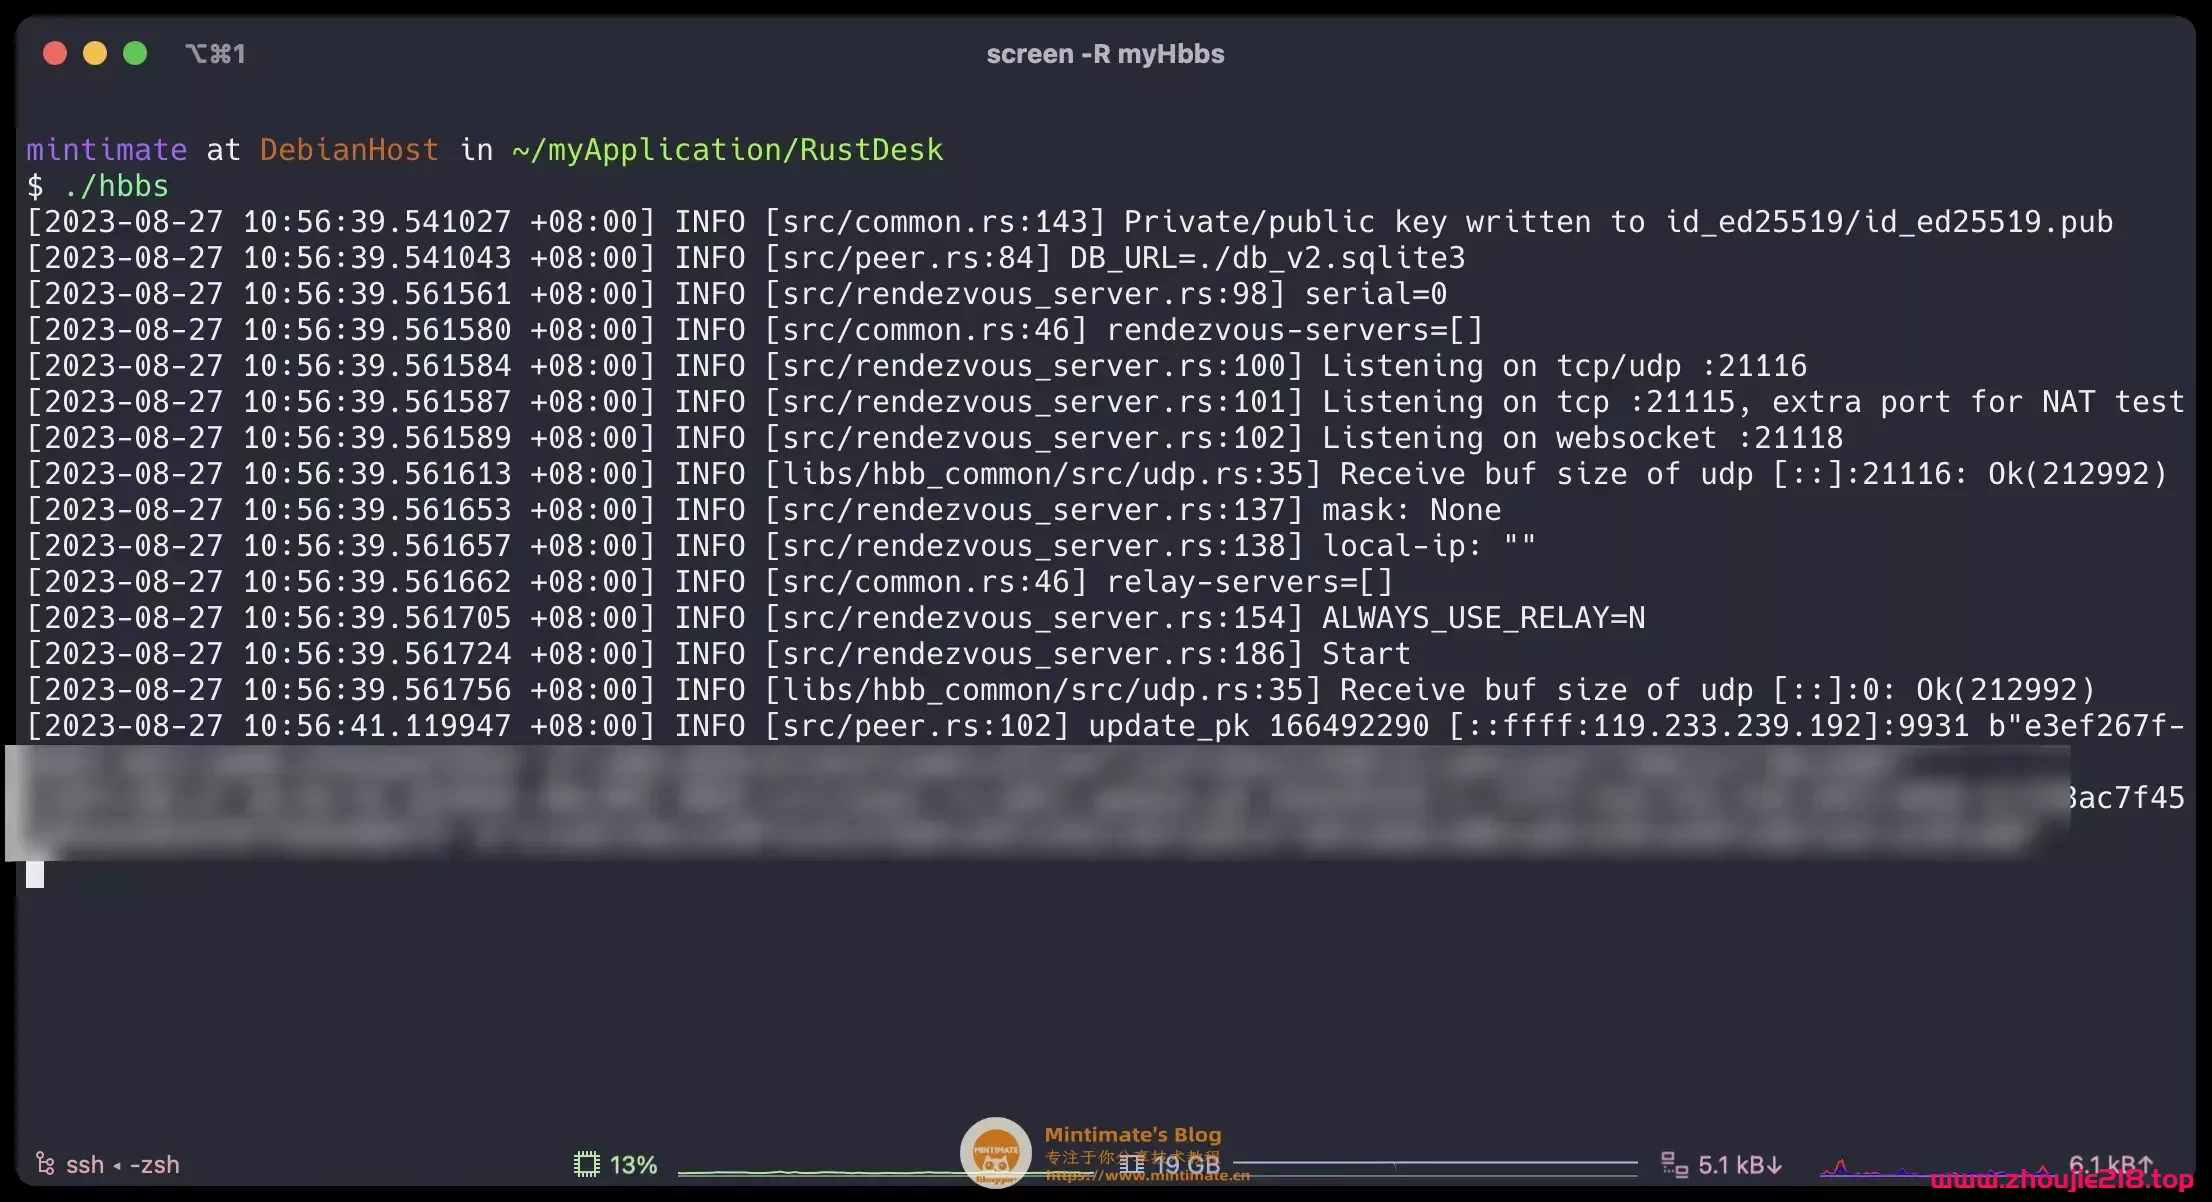 ⌥⌘1
screen -R myHbbs
mintimate at DebianHost in ~/myApplication/RustDesk
$ ./hbbs
[2023-08-27 10:56:39.541027 +08:00] INFO [src/common.rs:143] Private/public key written to id_ed25519/id_ed25519.pub
[2023-08-27 10:56:39.541043 +08:00] INFO [src/peer.rs:84] DB_URL=./db_v2.sqlite3
[2023-08-27 10:56:39.561561 +08:00] INFO [src/rendezvous_server.rs:98] serial=0
[2023-08-27 10:56:39.561580 +08:00] INFO [src/common.rs:46] rendezvous-servers=[]
[2023-08-27 10:56:39.561584 +08:00] INFO [src/rendezvous_server.rs:100] Listening on tcp/udp :21116
[2023-08-27 10:56:39.561587 +08:00] INFO [src/rendezvous_server.rs:101] Listening on tcp :21115, extra port for NAT test
[2023-08-27 10:56:39.561589 +08:00] INFO [src/rendezvous_server.rs:102] Listening on websocket :21118
[2023-08-27 10:56:39.561613 +08:00] INFO [libs/hbb_common/src/udp.rs:35] Receive buf size of udp [::]:21116: Ok(212992)
[2023-08-27 10:56:39.561653 +08:00] INFO [src/rendezvous_server.rs:137] mask: None
[2023-08-27 10:56:39.561657 +08:00] INFO [src/rendezvous_server.rs:138] local-ip: ""
[2023-08-27 10:56:39.561662 +08:00] INFO [src/common.rs:46] relay-servers=[]
[2023-08-27 10:56:39.561705 +08:00] INFO [src/rendezvous_server.rs:154] ALWAYS_USE_RELAY=N
[2023-08-27 10:56:39.561724 +08:00] INFO [src/rendezvous_server.rs:186] Start
[2023-08-27 10:56:39.561756 +08:00] INFO [libs/hbb_common/src/udp.rs:35] Receive buf size of udp [::]:0: Ok(212992)
[2023-08-27 10:56:41.119947 +08:00] INFO [src/peer.rs:102] update_pk 166492290 [::ffff:119.233.239.192]:9931 b"e3ef267f-
ac7f45
ssh ◂ -zsh
13%
MINTIMATE
Blogger
Mintimate's Blog
专注于你分享技术教程
https://www.mintimate.cn
19 GB
5.1 kB↓
6.1 kB↑
www.zhoujie218.top